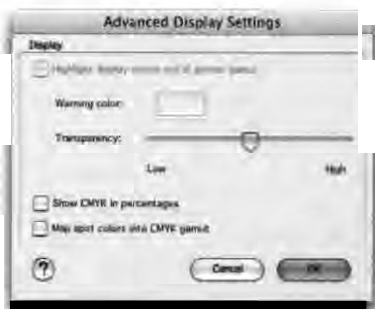 Advanced Display Settings
Display
Highlight display colors out of printer gamut
Warning color:
Transparency:
Low High
Show CMYK in percentages
Map spot colors into CMYK gamut
?
Cancel OK